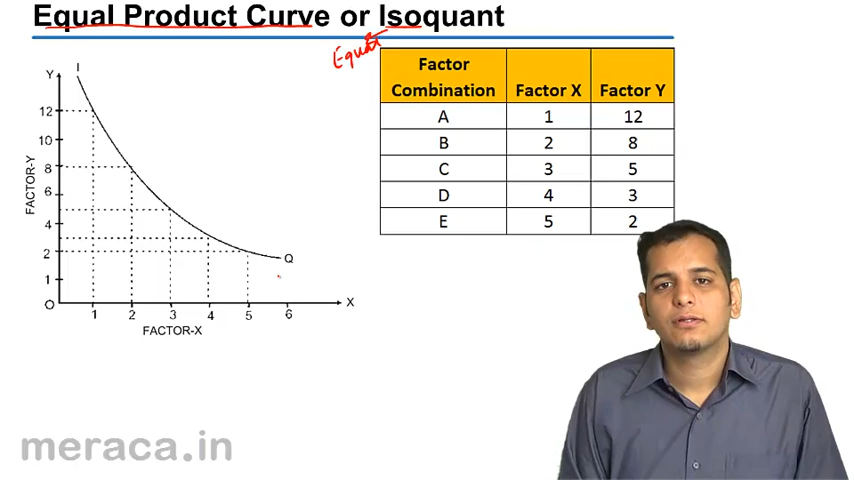 Equal Product Curve or Isoquant
Equal
Y
I
12
10
8
6
4
2
1
O
FACTOR-Y
Q
X
1 2 3 4 5 6
FACTOR-X
Factor Combination Factor X Factor Y
A 1 12
B 2 8
C 3 5
D 4 3
E 5 2
meraca.in